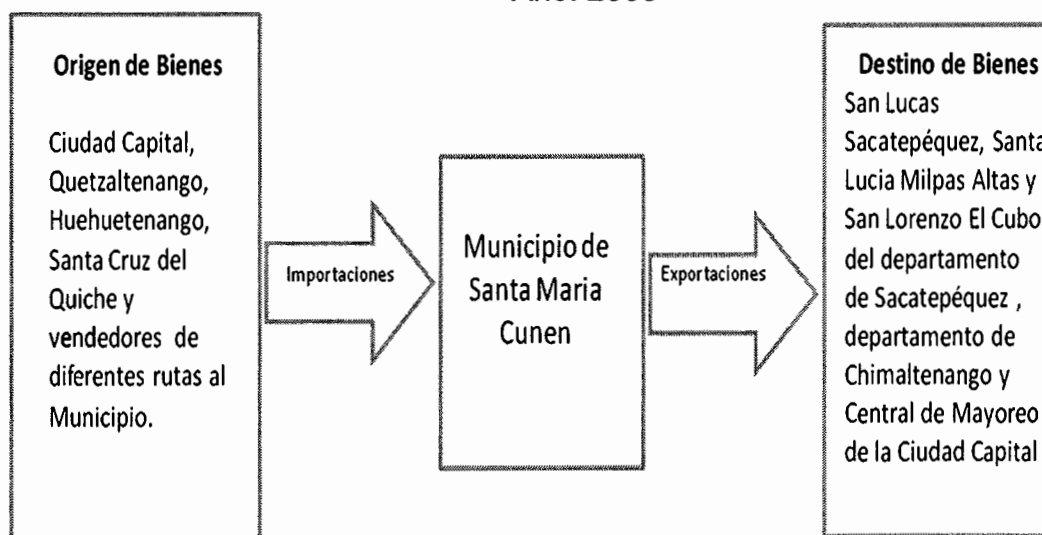 Origen de Bienes
Ciudad Capital,
Quetzaltenango,
Huehuetenango,
Santa Cruz del
Quiche y
vendedores de
diferentes rutas al
Municipio.
Importaciones
Municipio de
Santa Maria
Cunen
Exportaciones
Destino de Bienes
San Lucas
Sacatepéquez, Santa
Lucia Milpas Altas y
San Lorenzo El Cubo
del departamento
de Sacatepéquez ,
departamento de
Chimaltenango y
Central de Mayoreo
de la Ciudad Capital